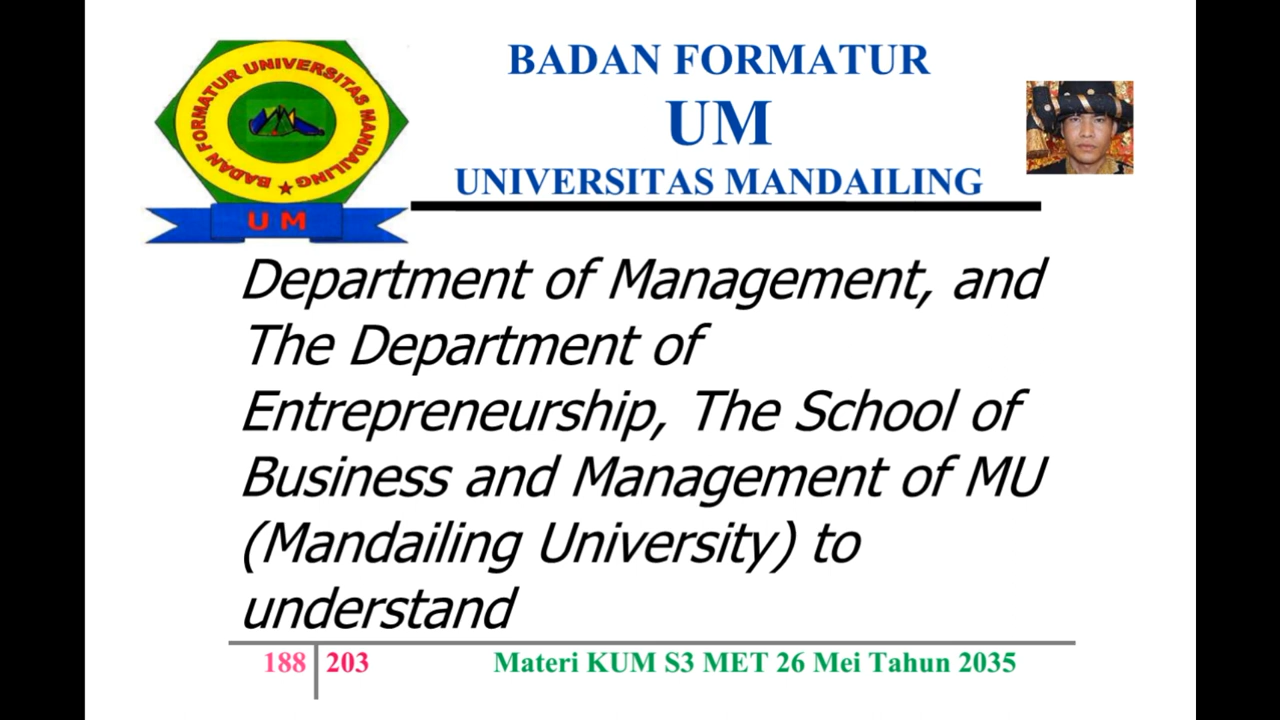 BADAN FORMATUR UNIVERSITAS MANDAILING
U M
BADAN FORMATUR
UM
UNIVERSITAS MANDAILING
Department of Management, and
The Department of
Entrepreneurship, The School of
Business and Management of MU
(Mandailing University) to
understand
188 203 Materi KUM S3 MET 26 Mei Tahun 2035